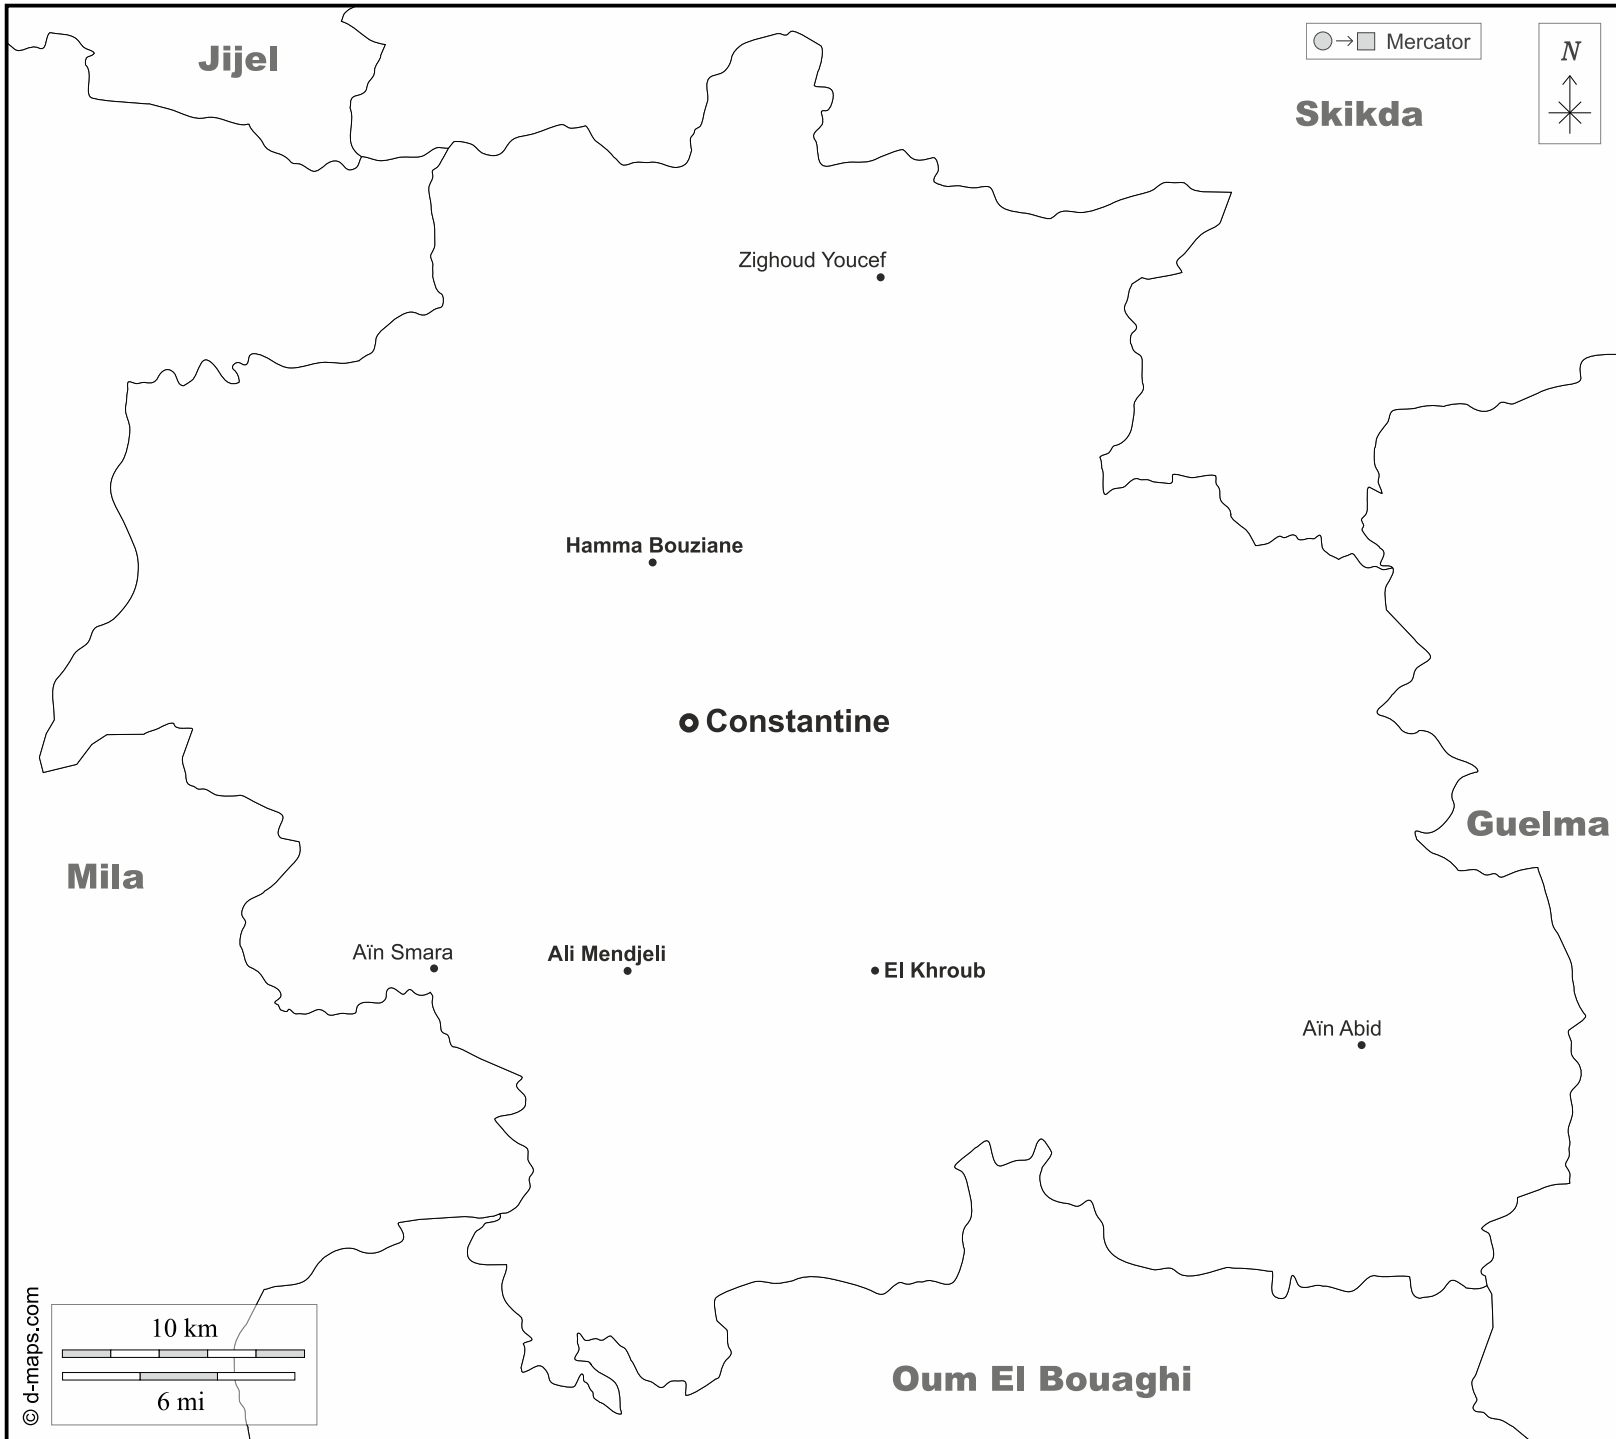 Jijel
Mercator
N
Skikda
Zighoud Youcef
Hamma Bouziane
Constantine
Guelma
Mila
Aïn Smara
Ali Mendjeli
El Khroub
Aïn Abid
Oum El Bouaghi
10 km
6 mi
© d-maps.com